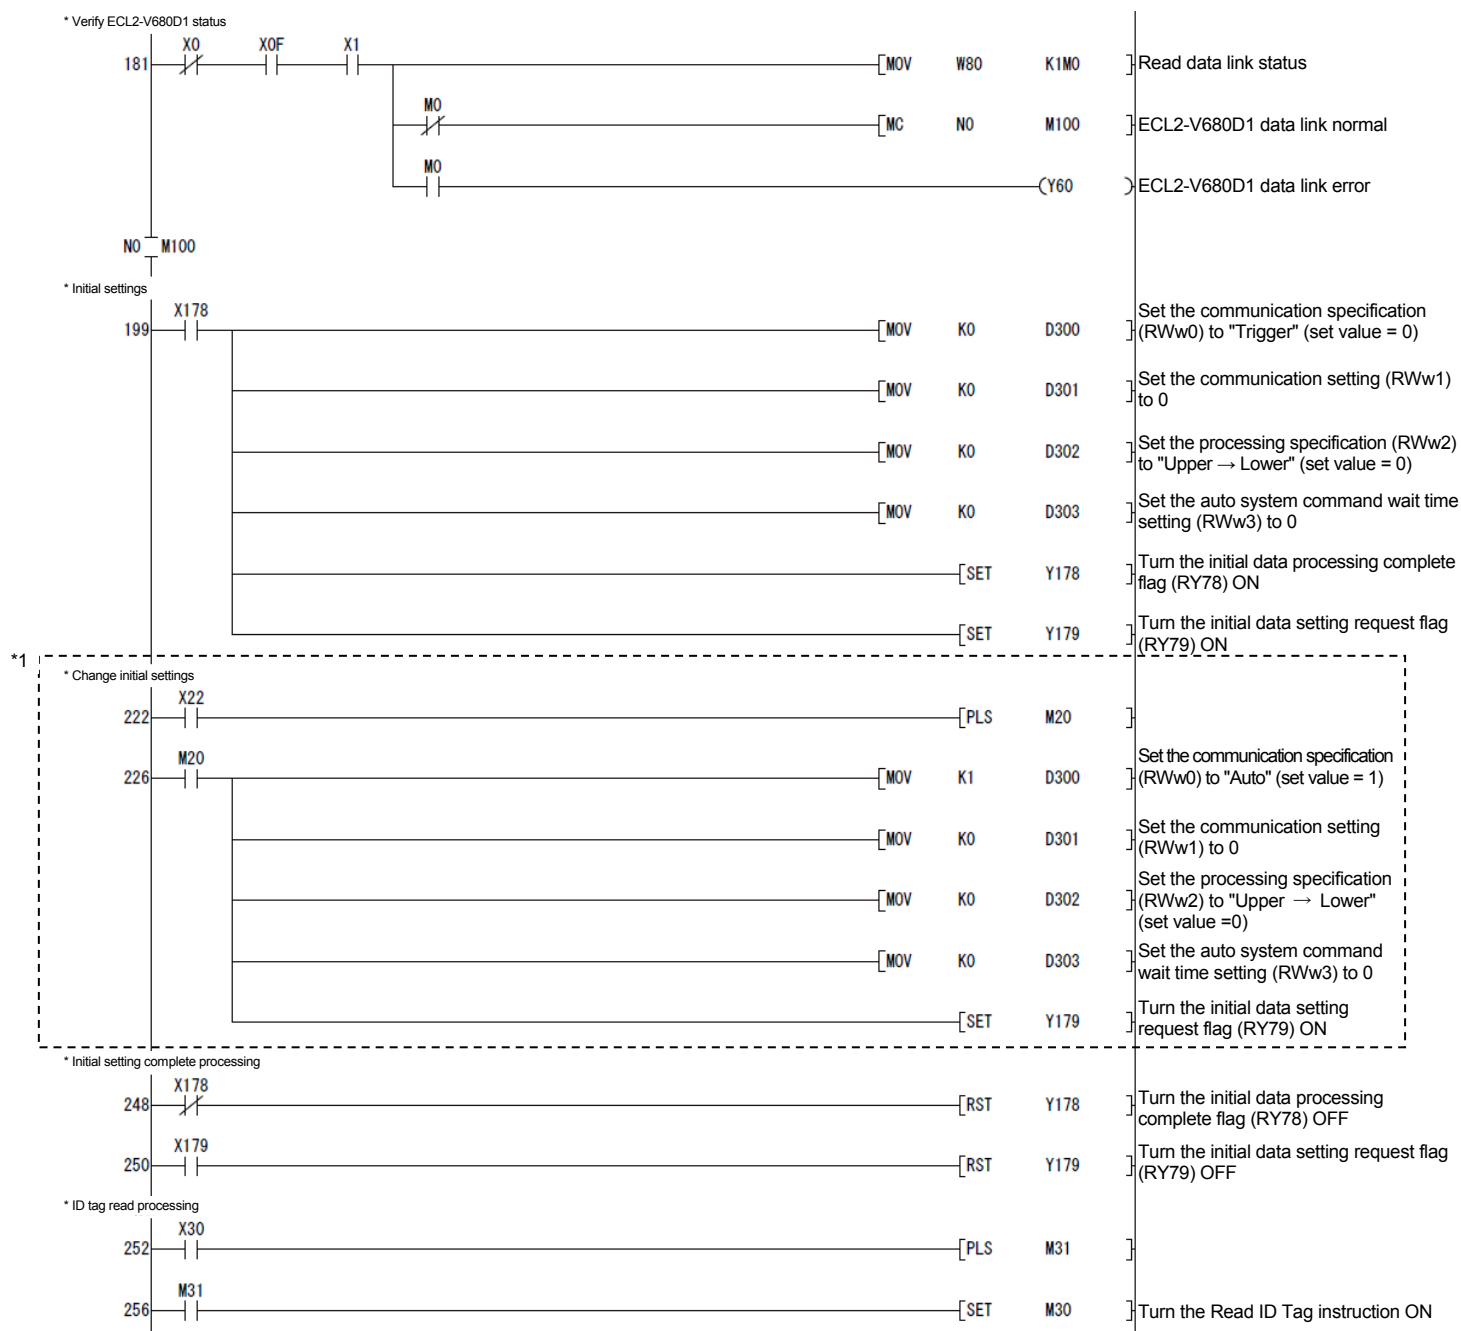 * Verify ECL2-V680D1 status
X0 X0F X1
181 MOV W80 K1M0 Read data link status
M0
MC N0 M100 ECL2-V680D1 data link normal
M0
Y60 ECL2-V680D1 data link error
N0 M100
* Initial settings
X178
199 MOV K0 D300 Set the communication specification
(RWw0) to "Trigger" (set value = 0)
MOV K0 D301 Set the communication setting (RWw1)
to 0
MOV K0 D302 Set the processing specification (RWw2)
to "Upper → Lower" (set value = 0)
MOV K0 D303 Set the auto system command wait time
setting (RWw3) to 0
SET Y178 Turn the initial data processing complete
flag (RY78) ON
SET Y179 Turn the initial data setting request flag
(RY79) ON
*1
* Change initial settings
X22
222 PLS M20
M20
226 MOV K1 D300 Set the communication specification
(RWw0) to "Auto" (set value = 1)
MOV K0 D301 Set the communication setting
(RWw1) to 0
MOV K0 D302 Set the processing specification
(RWw2) to "Upper → Lower"
(set value =0)
MOV K0 D303 Set the auto system command
wait time setting (RWw3) to 0
SET Y179 Turn the initial data setting
request flag (RY79) ON
* Initial setting complete processing
X178
248 RST Y178 Turn the initial data processing
complete flag (RY78) OFF
X179
250 RST Y179 Turn the initial data setting request flag
(RY79) OFF
* ID tag read processing
X30
252 PLS M31
M31
256 SET M30 Turn the Read ID Tag instruction ON